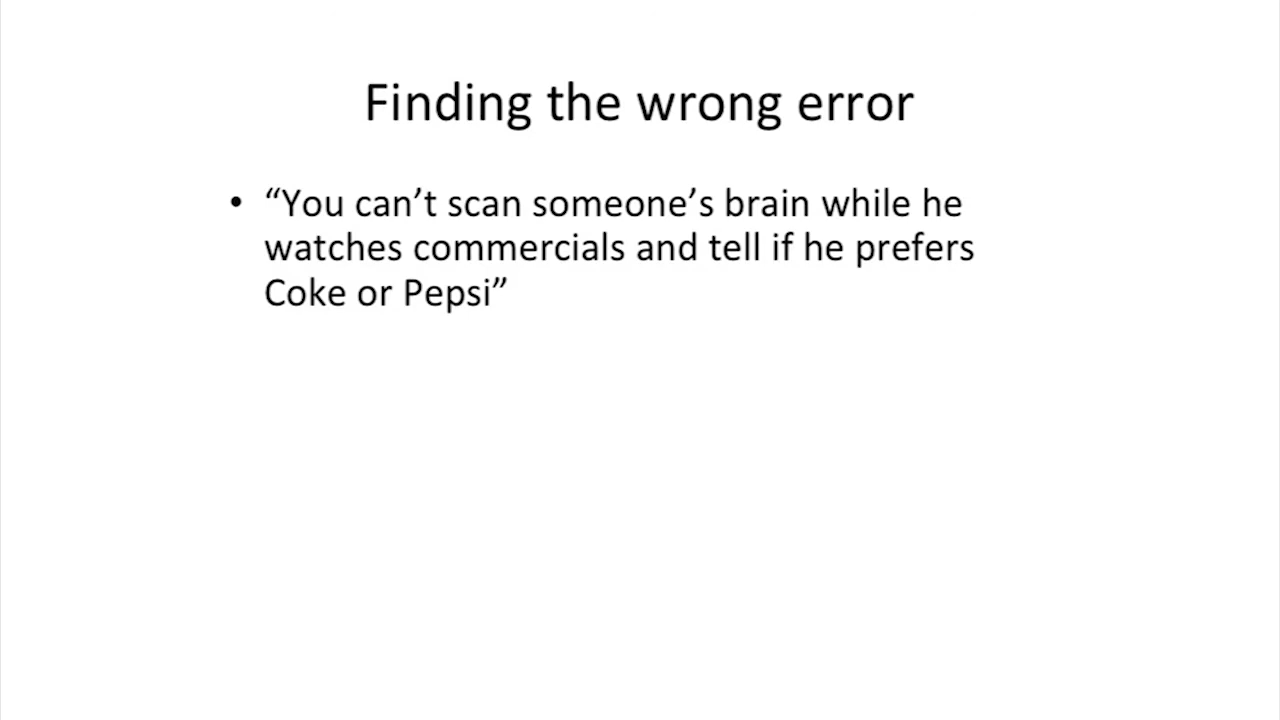 Finding the wrong error
• “You can’t scan someone’s brain while he
watches commercials and tell if he prefers
Coke or Pepsi”